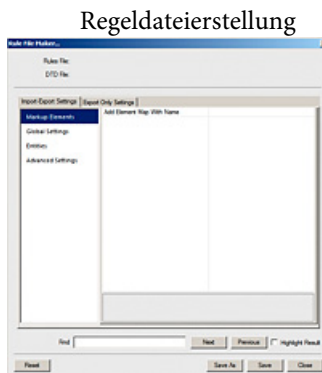 Regeldateierstellung
Rule File Maker...
Rules File:
DTD File:
Import-Export Settings Export Only Settings
Markup Elements
Add Element Map With Name
Global Settings
Entities
Advanced Settings
Find Next Previous Highlight Result
Reset Save As Save Close